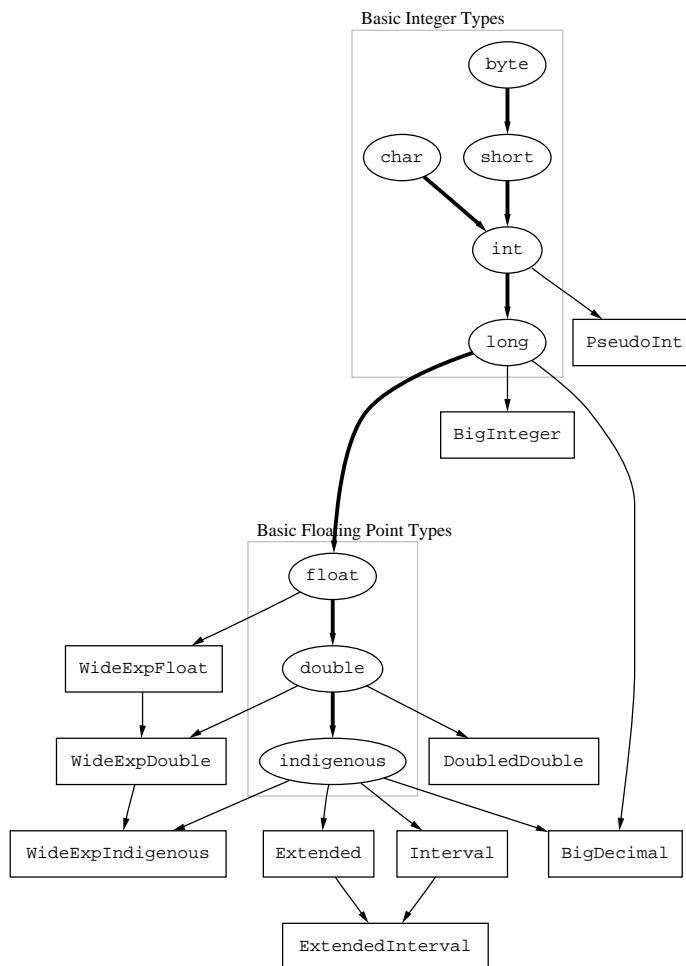 Basic Integer Types
byte
char
short
int
long
PseudoInt
BigInteger
Basic Floating Point Types
float
WideExpFloat
double
WideExpDouble
indigenous
DoubledDouble
WideExpIndigenous
Extended
Interval
BigDecimal
ExtendedInterval